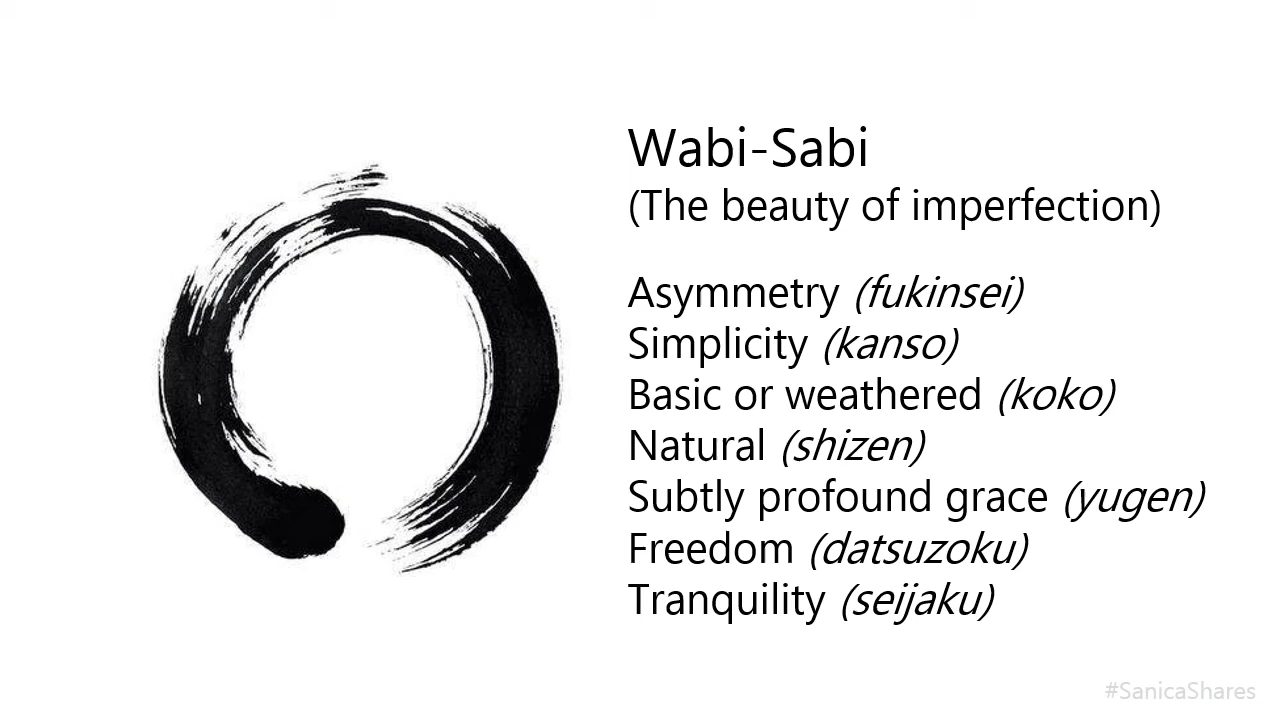 Wabi-Sabi
(The beauty of imperfection)
Asymmetry (fukinsei)
Simplicity (kanso)
Basic or weathered (koko)
Natural (shizen)
Subtly profound grace (yugen)
Freedom (datsuzoku)
Tranquility (seijaku)
#SanicaShares